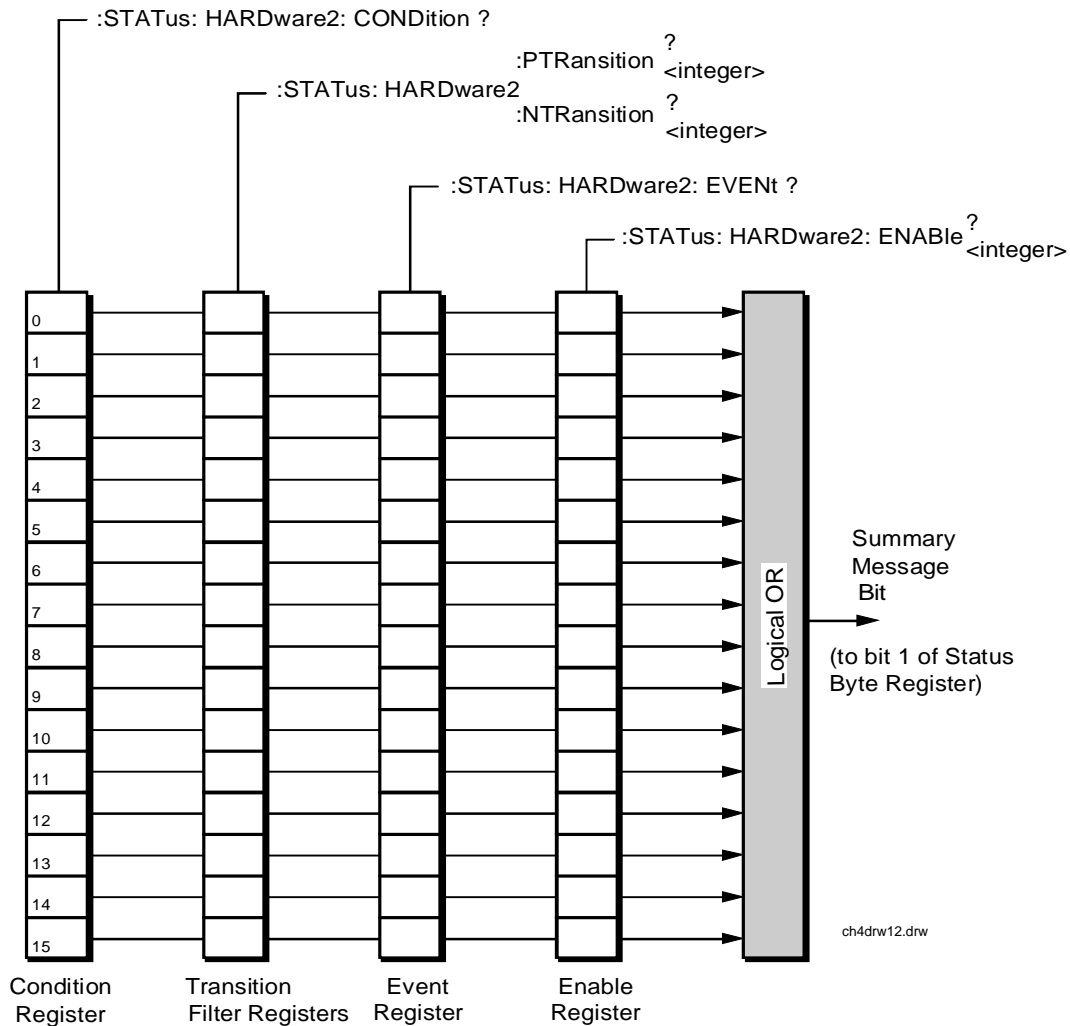 :STATus: HARDware2: CONDition ?
:PTRansition ?
<integer>
:STATus: HARDware2
:NTRansition ?
<integer>
:STATus: HARDware2: EVENt ?
:STATus: HARDware2: ENABle ?
<integer>
0
1
2
3
4
5
6
7
8
9
10
11
12
13
14
15
Logical OR
Summary
Message
Bit
(to bit 1 of Status
Byte Register)
ch4drw12.drw
Condition
Register
Transition
Filter Registers
Event
Register
Enable
Register